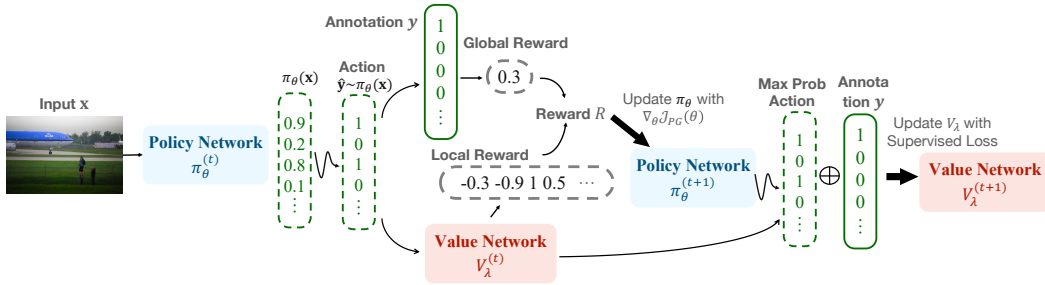 Input x
Policy Network
π_θ^(t)
π_θ(x)
0.9
0.2
0.8
0.1
⋮
Action
ŷ~π_θ(x)
1
0
1
0
⋮
Annotation y
1
0
0
0
⋮
Global Reward
0.3
Local Reward
-0.3 -0.9 1 0.5 ⋯
Value Network
V_λ^(t)
Reward R
Update π_θ with
∇_θ J_PG(θ)
Policy Network
π_θ^(t+1)
Max Prob
Action
1
0
1
0
⋮
⊕
Annota
tion y
1
0
0
0
⋮
Update V_λ with
Supervised Loss
Value Network
V_λ^(t+1)